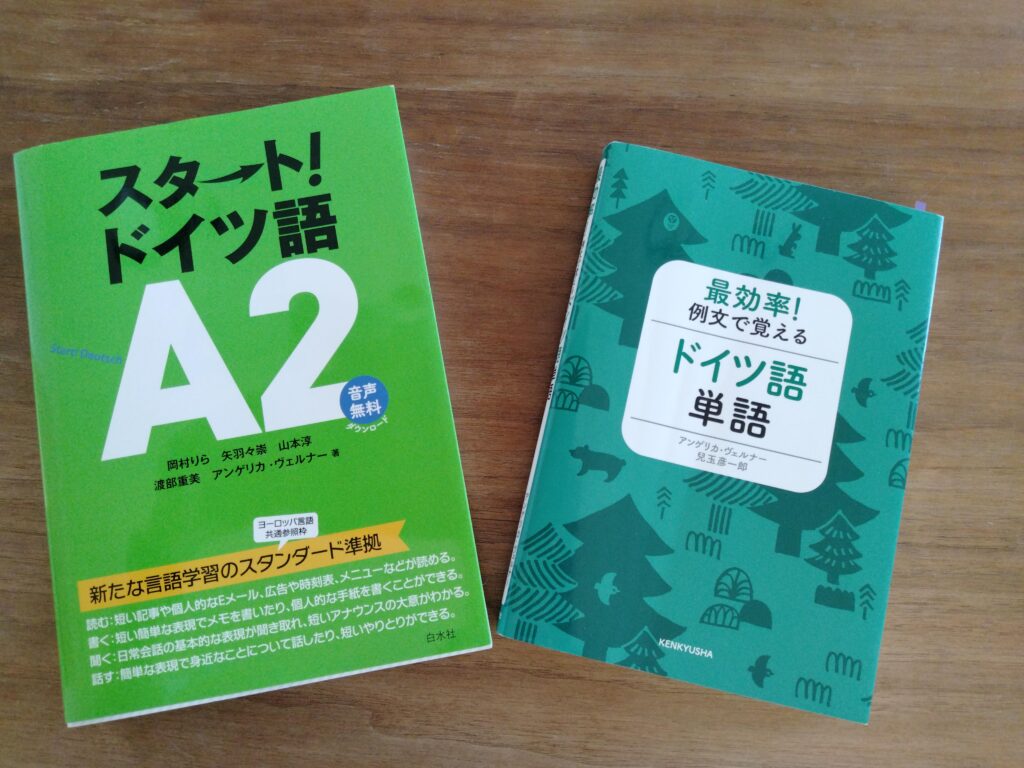 スタート!
ドイツ語
A2
Start! Deutsch
音声
無料
ダウンロード
岡村りら 矢羽々崇 山本淳
渡部重美 アンゲリカ・ヴェルナー 著
ヨーロッパ言語
共通参照枠
新たな言語学習のスタンダード準拠
読む:短い記事や個人的なEメール、広告や時刻表、メニューなどが読める。
書く:短い簡単な表現でメモを書いたり、個人的な手紙を書くことができる。
聞く:日常会話の基本的な表現が聞き取れ、短いアナウンスの大意がわかる。
話す:簡単な表現で身近なことについて話したり、短いやりとりができる。
白水社
最効率!
例文で覚える
ドイツ語
単語
アンゲリカ・ヴェルナー
兒玉彦一郎
KENKYUSHA